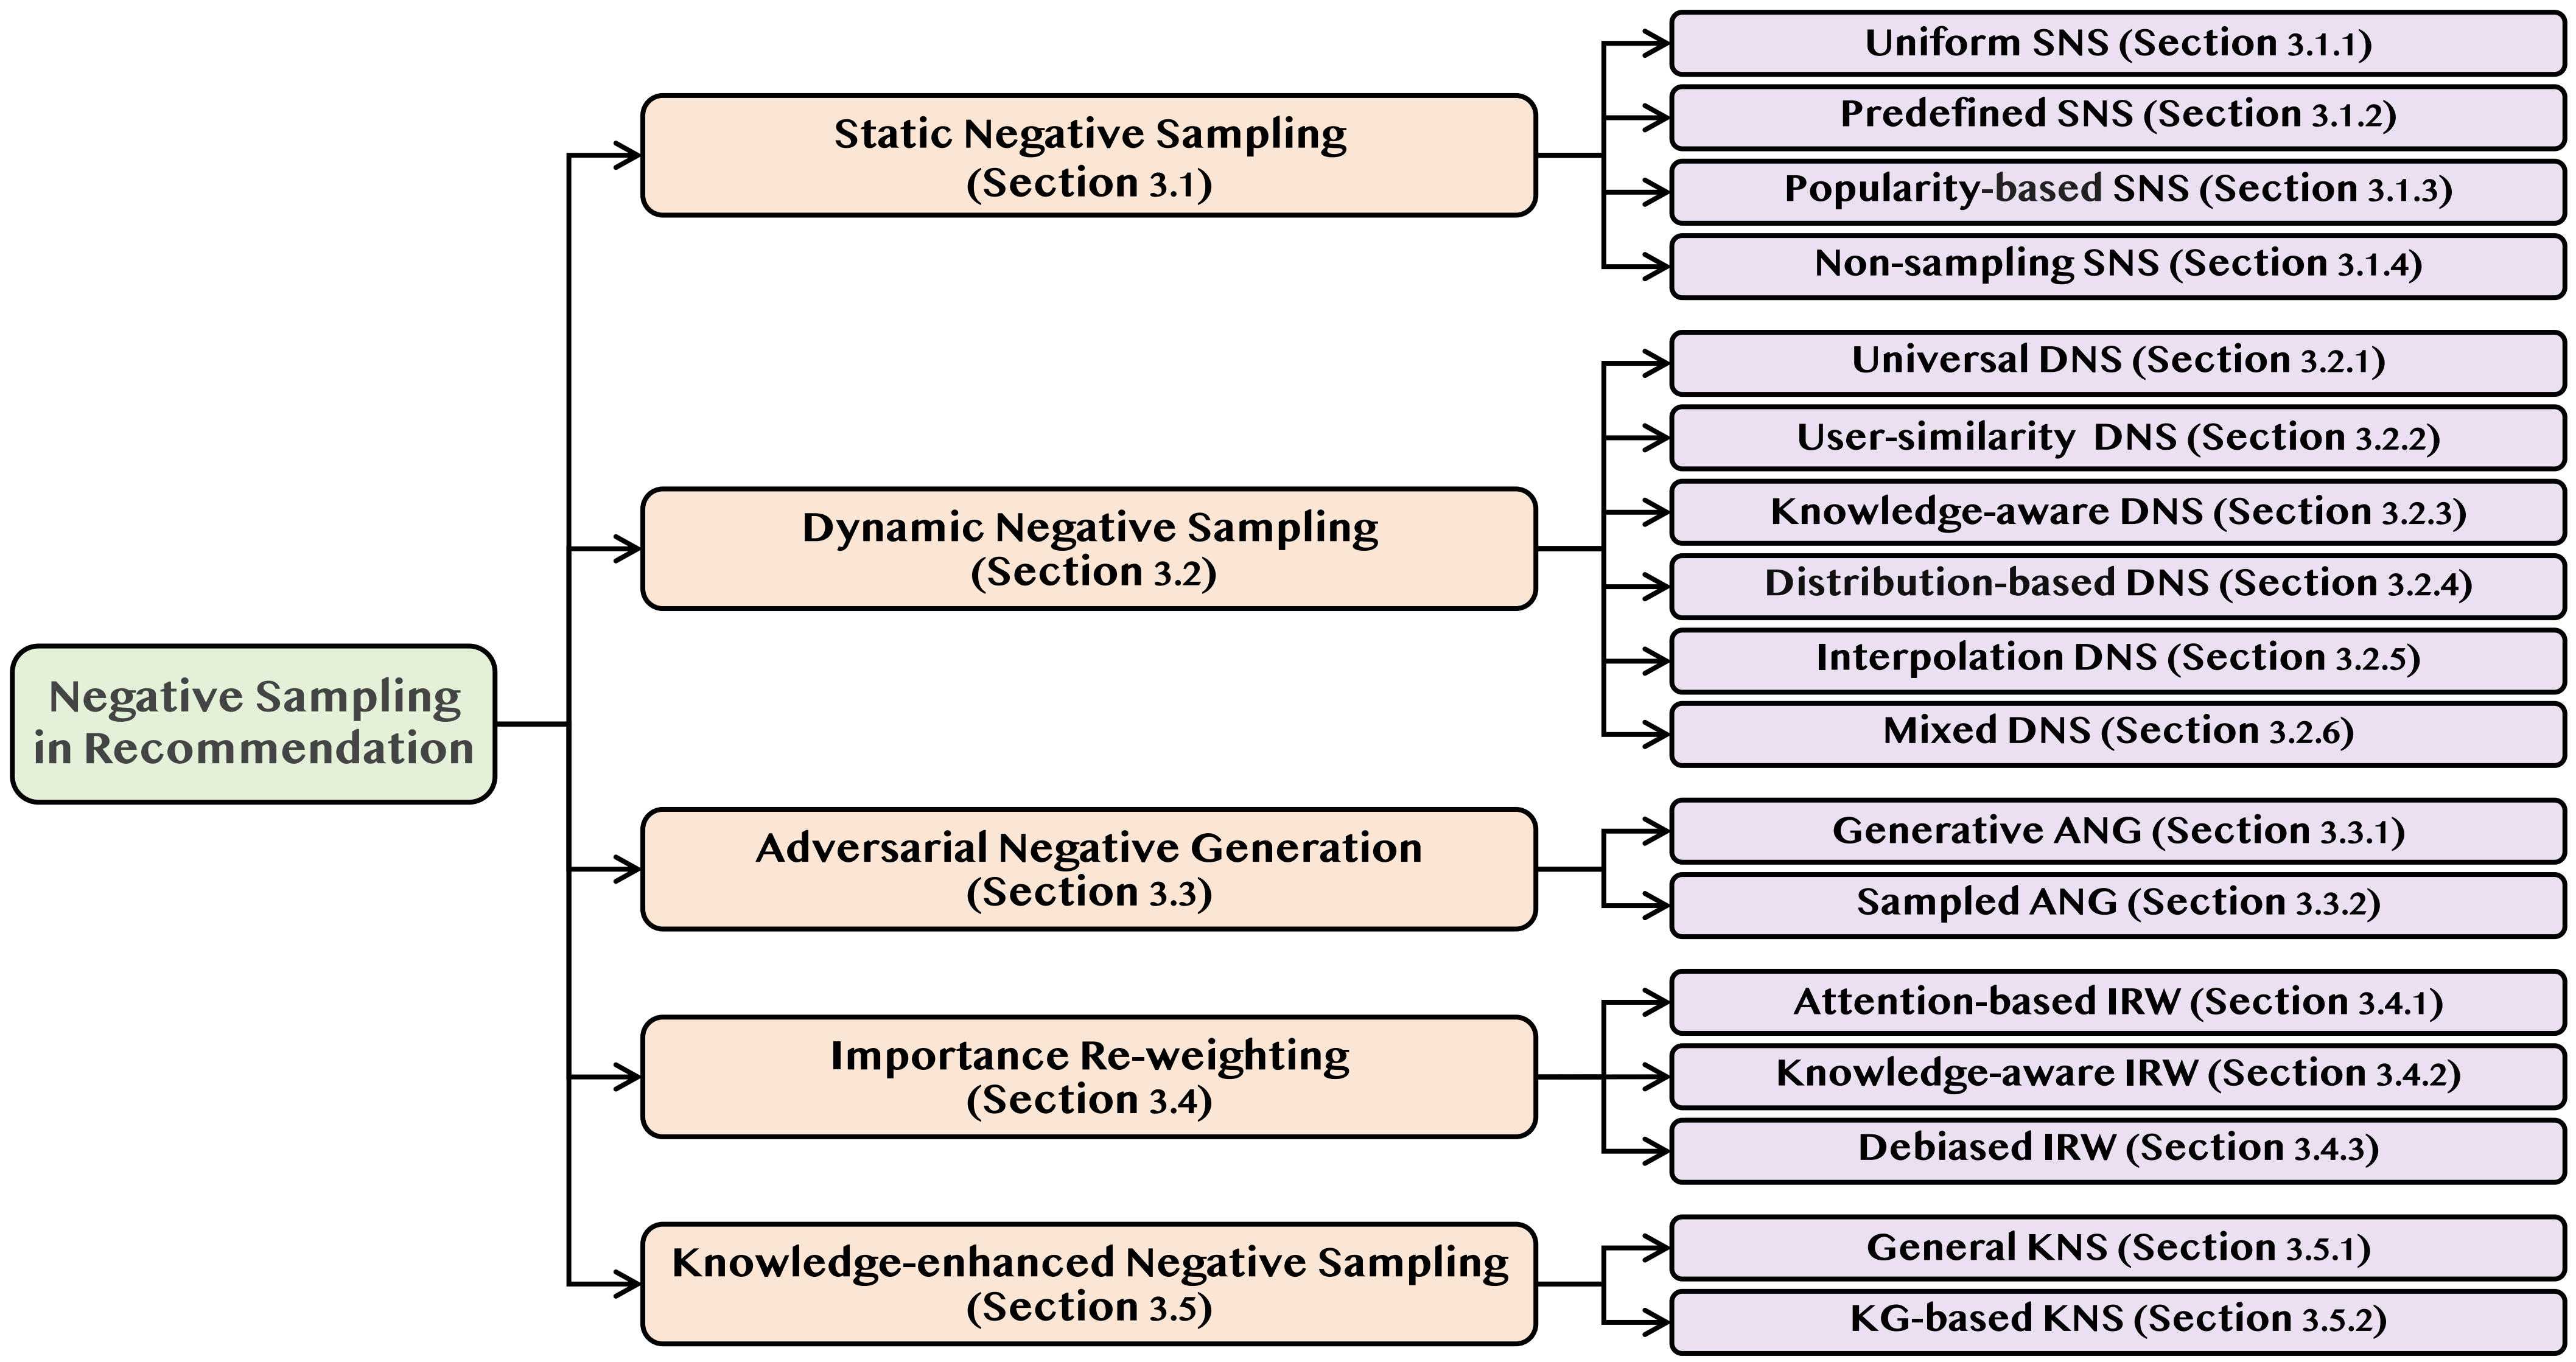 Negative Sampling
in Recommendation
Static Negative Sampling
(Section 3.1)
Uniform SNS (Section 3.1.1)
Predefined SNS (Section 3.1.2)
Popularity-based SNS (Section 3.1.3)
Non-sampling SNS (Section 3.1.4)
Dynamic Negative Sampling
(Section 3.2)
Universal DNS (Section 3.2.1)
User-similarity DNS (Section 3.2.2)
Knowledge-aware DNS (Section 3.2.3)
Distribution-based DNS (Section 3.2.4)
Interpolation DNS (Section 3.2.5)
Mixed DNS (Section 3.2.6)
Adversarial Negative Generation
(Section 3.3)
Generative ANG (Section 3.3.1)
Sampled ANG (Section 3.3.2)
Importance Re-weighting
(Section 3.4)
Attention-based IRW (Section 3.4.1)
Knowledge-aware IRW (Section 3.4.2)
Debiased IRW (Section 3.4.3)
Knowledge-enhanced Negative Sampling
(Section 3.5)
General KNS (Section 3.5.1)
KG-based KNS (Section 3.5.2)